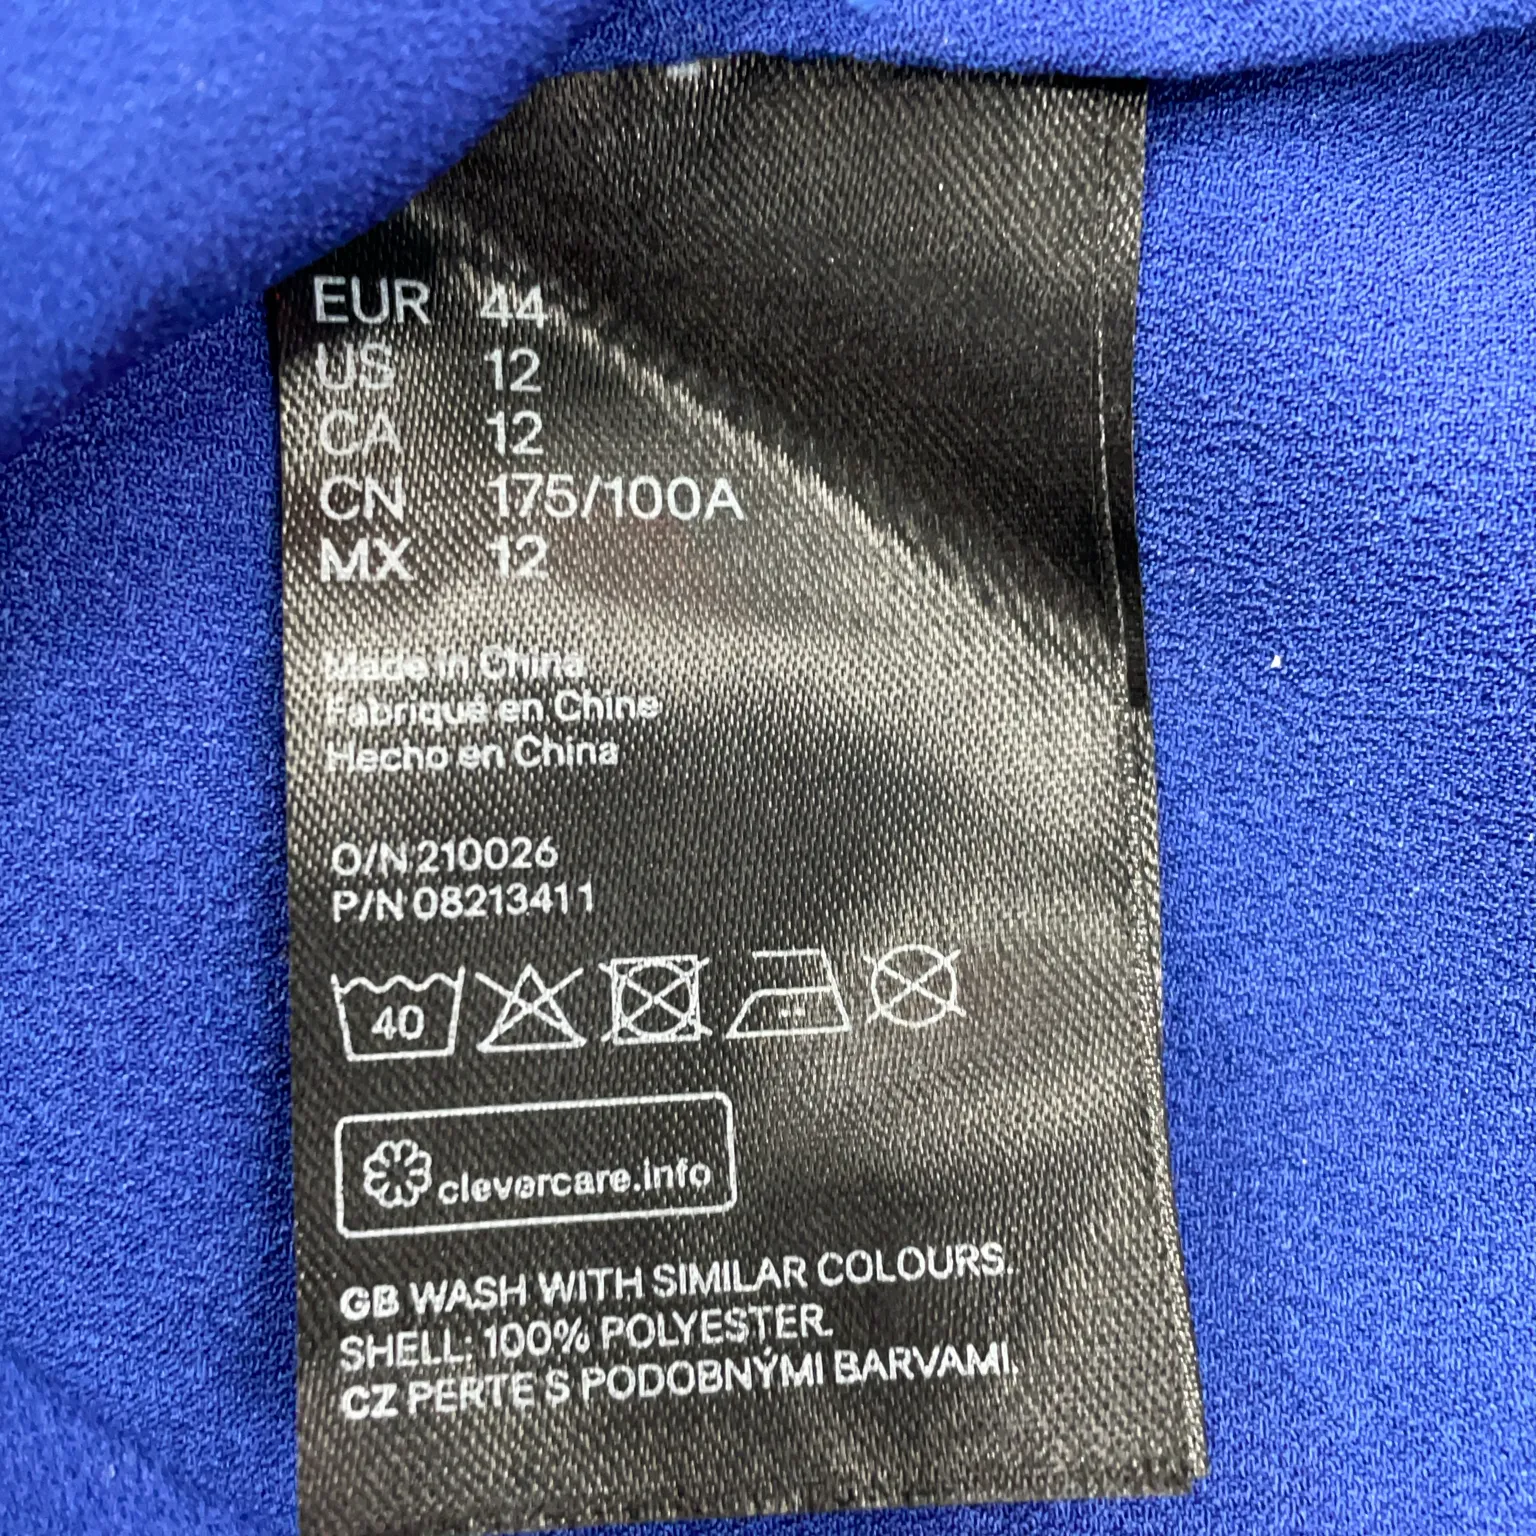 EUR 44
US 12
CA 12
CN 175/100A
MX 12
Made in China
Fabriqué en Chine
Hecho en China
O/N 210026
P/N 08213411
40
clevercare.info
GB WASH WITH SIMILAR COLOURS.
SHELL: 100% POLYESTER.
CZ PERTE S PODOBNÝMI BARVAMI.